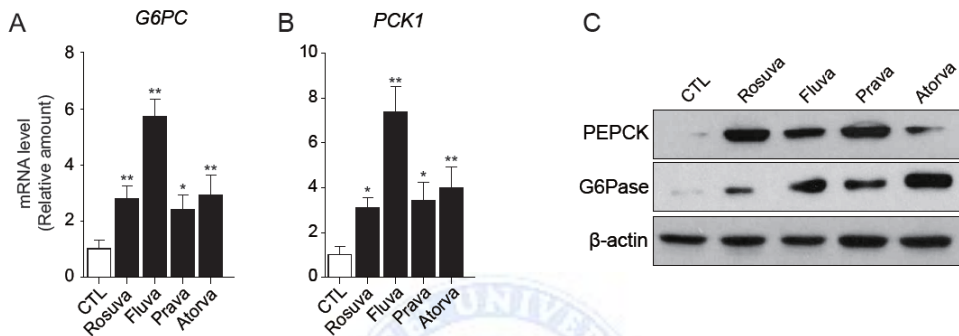 A
G6PC
mRNA level
(Relative amount)
8
6
4
2
0
**
**
*
**
CTL
Rosuva
Fluva
Prava
Atorva
B
PCK1
10
8
6
4
2
0
*
**
*
**
CTL
Rosuva
Fluva
Prava
Atorva
C
CTL
Rosuva
Fluva
Prava
Atorva
PEPCK
G6Pase
β-actin
UNIVER